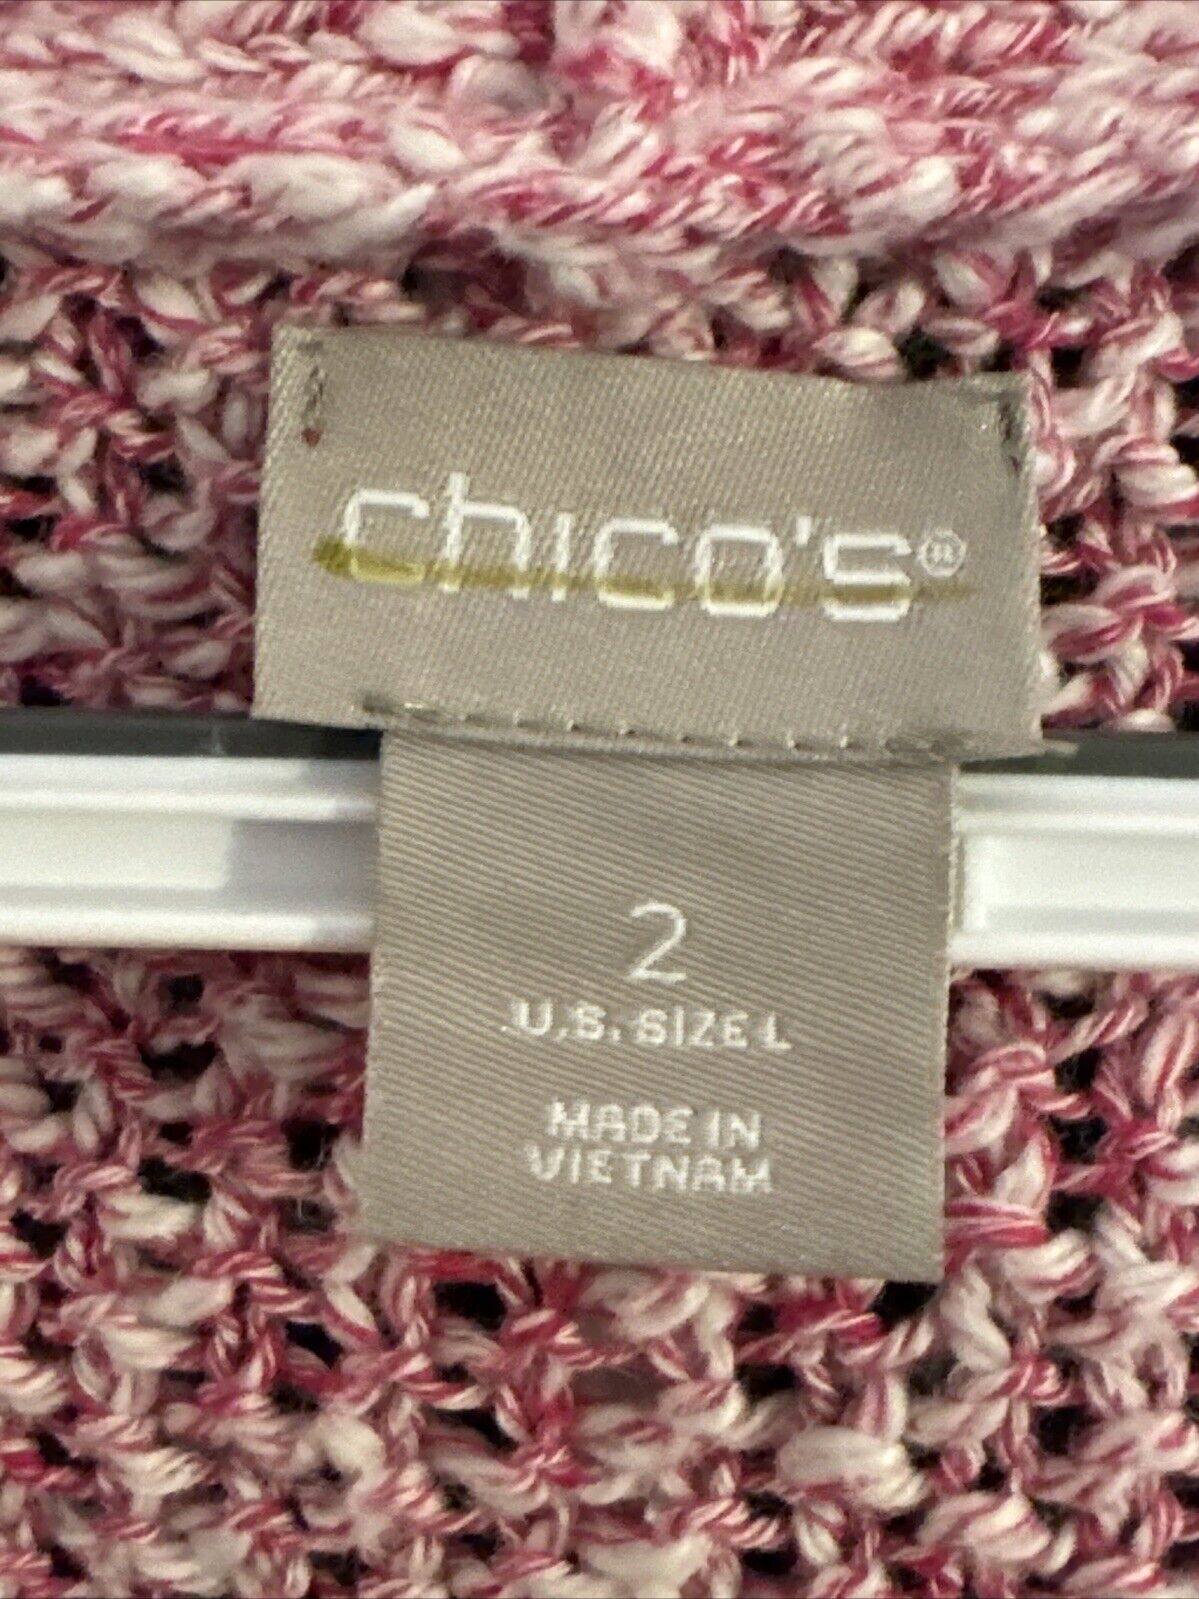 chico's®
2
U.S. SIZE L
MADE IN
VIETNAM